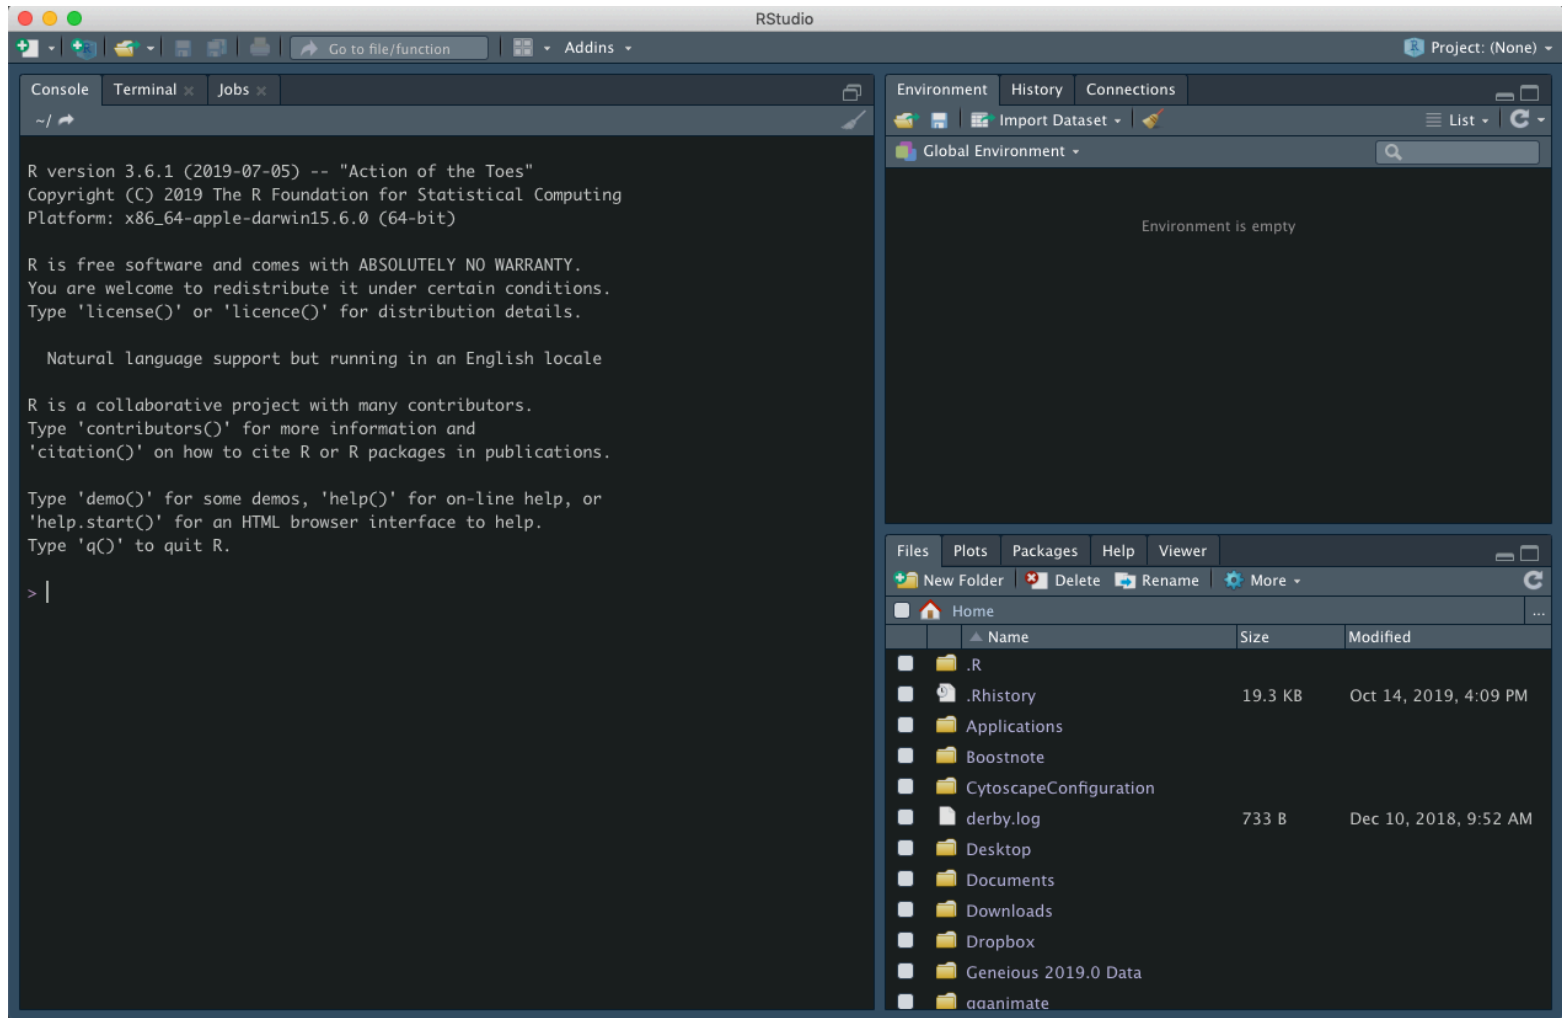 RStudio
Go to file/function
Addins
Project: (None)
Console Terminal Jobs
~/
R version 3.6.1 (2019-07-05) -- "Action of the Toes"
Copyright (C) 2019 The R Foundation for Statistical Computing
Platform: x86_64-apple-darwin15.6.0 (64-bit)
R is free software and comes with ABSOLUTELY NO WARRANTY.
You are welcome to redistribute it under certain conditions.
Type 'license()' or 'licence()' for distribution details.
Natural language support but running in an English locale
R is a collaborative project with many contributors.
Type 'contributors()' for more information and
'citation()' on how to cite R or R packages in publications.
Type 'demo()' for some demos, 'help()' for on-line help, or
'help.start()' for an HTML browser interface to help.
Type 'q()' to quit R.
>
Environment History Connections
Import Dataset List
Global Environment
Environment is empty
Files Plots Packages Help Viewer
New Folder Delete Rename More
Home ...
Name Size Modified
.R
.Rhistory 19.3 KB Oct 14, 2019, 4:09 PM
Applications
Boostnote
CytoscapeConfiguration
derby.log 733 B Dec 10, 2018, 9:52 AM
Desktop
Documents
Downloads
Dropbox
Geneious 2019.0 Data
gganimate